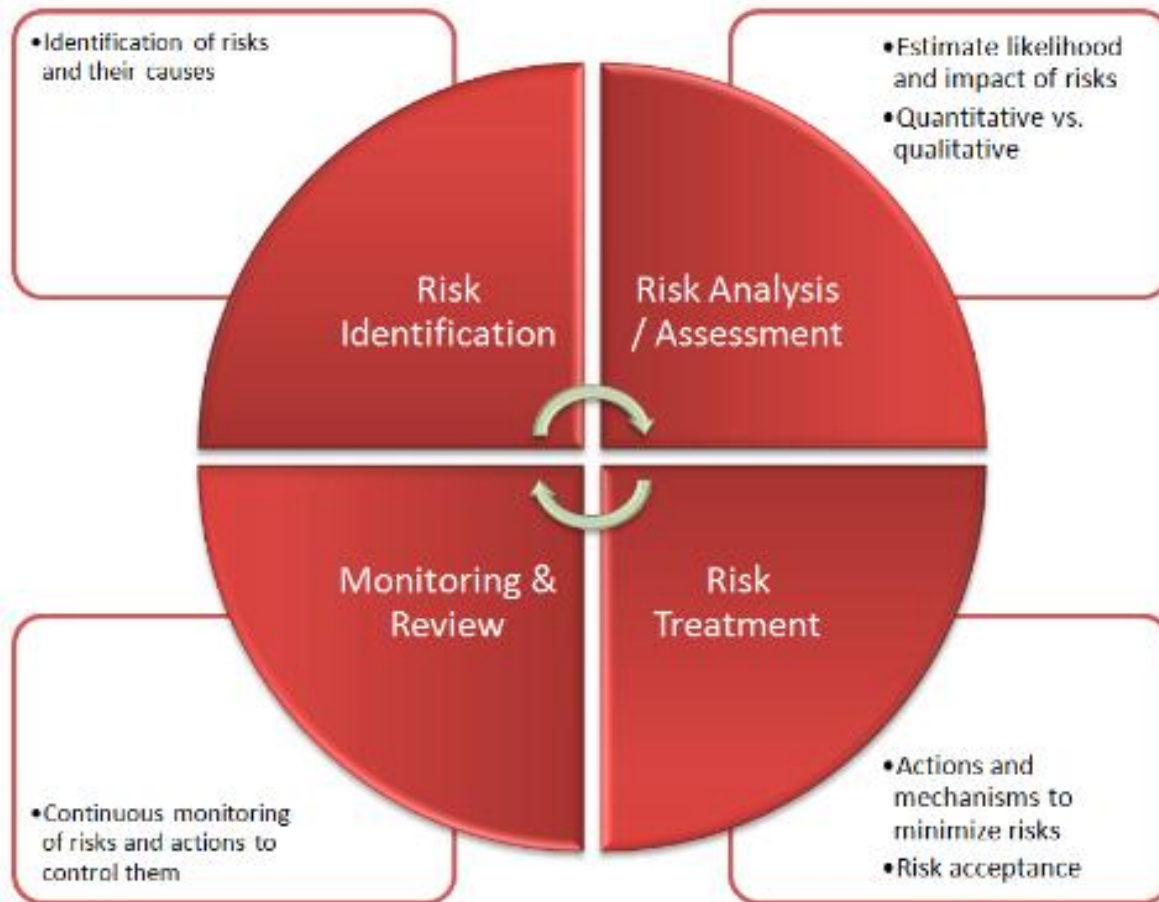 •Identification of risks
and their causes
•Estimate likelihood
and impact of risks
•Quantitative vs.
qualitative
Risk
Identification
Risk Analysis
/ Assessment
Monitoring &
Review
Risk
Treatment
•Continuous monitoring
of risks and actions to
control them
•Actions and
mechanisms to
minimize risks
•Risk acceptance